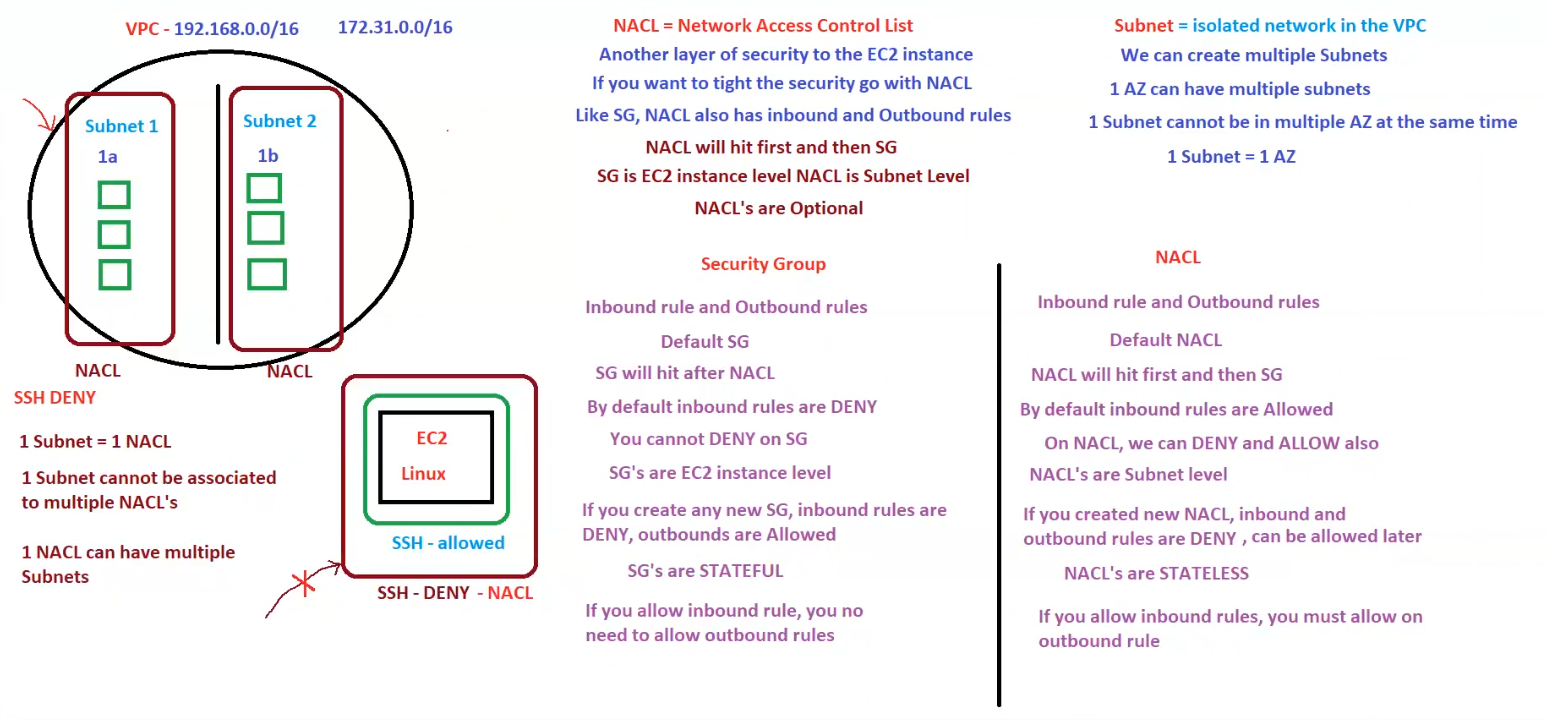 VPC - 192.168.0.0/16 172.31.0.0/16
Subnet 1
1a
Subnet 2
1b
NACL
NACL
SSH DENY
1 Subnet = 1 NACL
1 Subnet cannot be associated
to multiple NACL's
1 NACL can have multiple
Subnets
EC2
Linux
SSH - allowed
SSH - DENY - NACL
NACL = Network Access Control List
Another layer of security to the EC2 instance
If you want to tight the security go with NACL
Like SG, NACL also has inbound and Outbound rules
NACL will hit first and then SG
SG is EC2 instance level NACL is Subnet Level
NACL's are Optional
Subnet = isolated network in the VPC
We can create multiple Subnets
1 AZ can have multiple subnets
1 Subnet cannot be in multiple AZ at the same time
1 Subnet = 1 AZ
Security Group
Inbound rule and Outbound rules
Default SG
SG will hit after NACL
By default inbound rules are DENY
You cannot DENY on SG
SG's are EC2 instance level
If you create any new SG, inbound rules are
DENY, outbounds are Allowed
SG's are STATEFUL
If you allow inbound rule, you no
need to allow outbound rules
NACL
Inbound rule and Outbound rules
Default NACL
NACL will hit first and then SG
By default inbound rules are Allowed
On NACL, we can DENY and ALLOW also
NACL's are Subnet level
If you created new NACL, inbound and
outbound rules are DENY , can be allowed later
NACL's are STATELESS
If you allow inbound rules, you must allow on
outbound rule